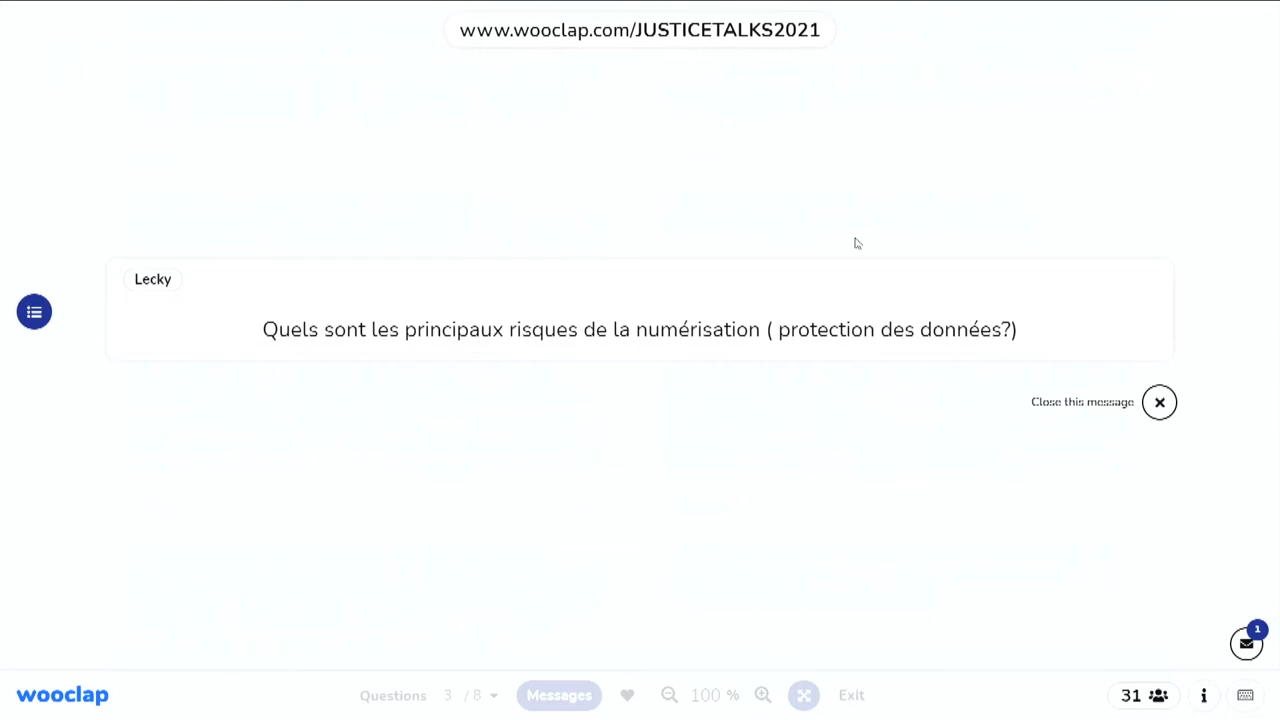 www.wooclap.com/JUSTICETALKS2021
Lecky
Quels sont les principaux risques de la numérisation ( protection des données?)
Close this message
1
wooclap
Questions 3 / 8 Messages 100 % Exit
31